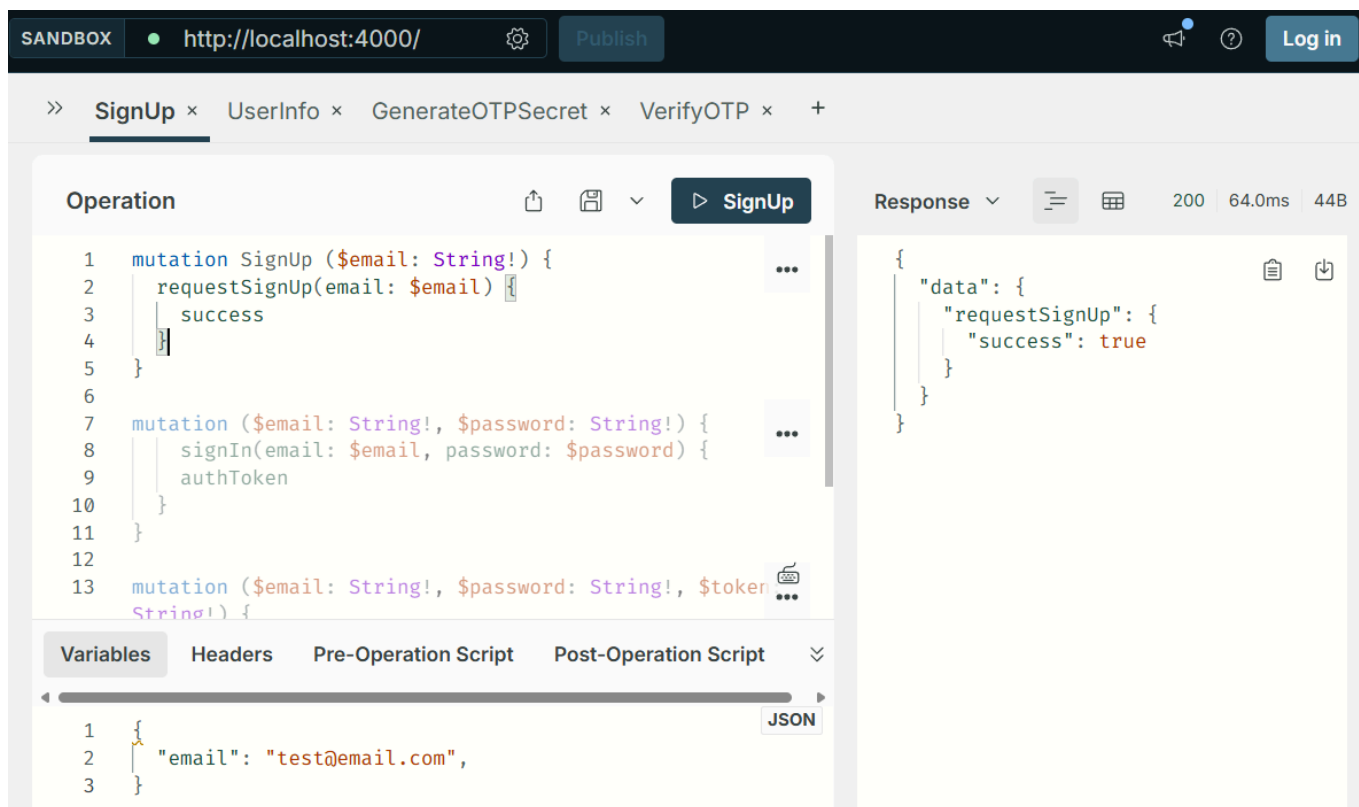 SANDBOX http://localhost:4000/ Publish Log in
SignUp × UserInfo × GenerateOTPSecret × VerifyOTP × +
Operation
SignUp
1 mutation SignUp ($email: String!) {
2 requestSignUp(email: $email) {
3 success
4 }
5 }
6
7 mutation ($email: String!, $password: String!) {
8 signIn(email: $email, password: $password) {
9 authToken
10 }
11 }
12
13 mutation ($email: String!, $password: String!, $token
String!) {
Variables Headers Pre-Operation Script Post-Operation Script
JSON
1 {
2 "email": "test@email.com",
3 }
Response 200 64.0ms 44B
{
"data": {
"requestSignUp": {
"success": true
}
}
}